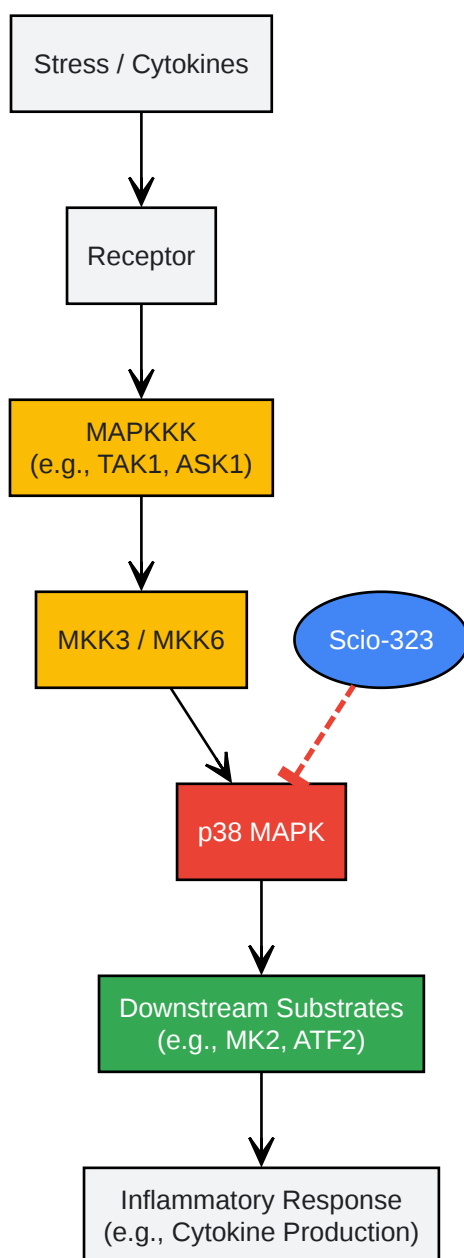 Stress / Cytokines
Receptor
MAPKKK
(e.g., TAK1, ASK1)
MKK3 / MKK6
Scio-323
p38 MAPK
Downstream Substrates
(e.g., MK2, ATF2)
Inflammatory Response
(e.g., Cytokine Production)